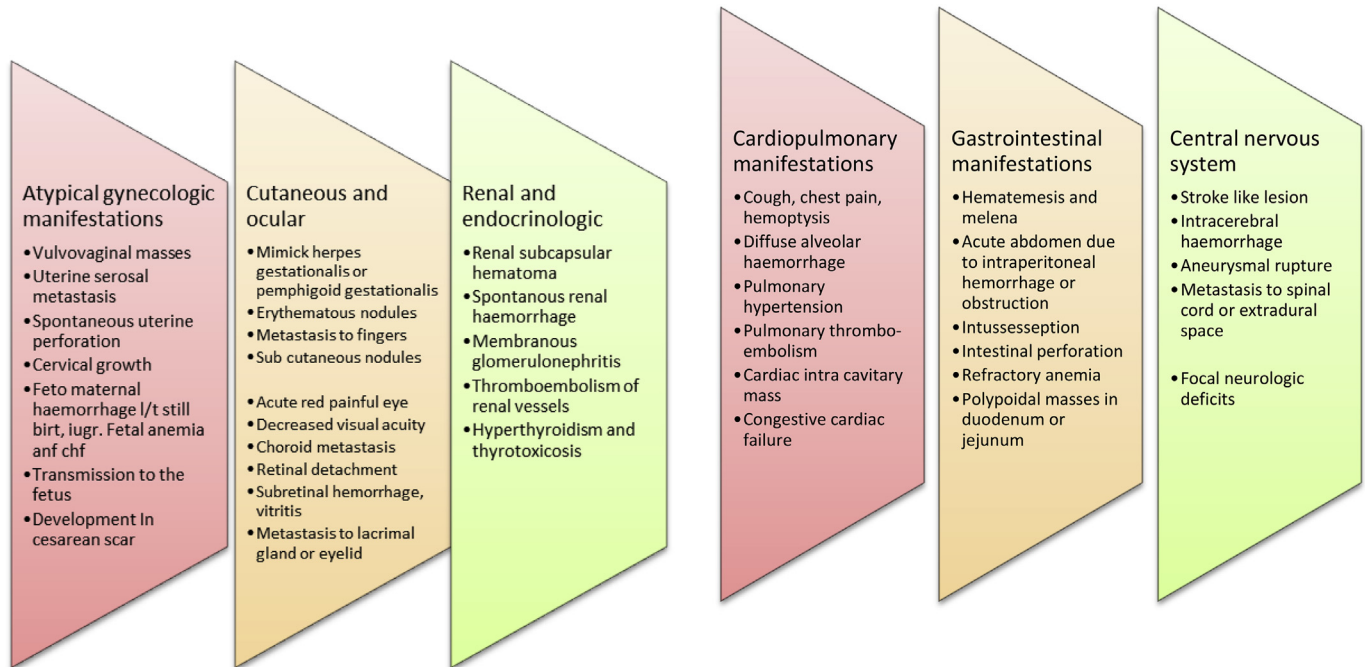 Atypical gynecologic
manifestations
•Vulvovaginal masses
•Uterine serosal
metastasis
•Spontaneous uterine
perforation
•Cervical growth
•Feto maternal
haemorrhage l/t still
birt, iugr. Fetal anemia
anf chf
•Transmission to the
fetus
•Development In
cesarean scar
Cutaneous and
ocular
•Mimick herpes
gestationalis or
pemphigoid gestationalis
•Erythematous nodules
•Metastasis to fingers
•Sub cutaneous nodules
•Acute red painful eye
•Decreased visual acuity
•Choroid metastasis
•Retinal detachment
•Subretinal hemorrhage,
vitritis
•Metastasis to lacrimal
gland or eyelid
Renal and
endocrinologic
•Renal subcapsular
hematoma
•Spontanous renal
haemorrhage
•Membranous
glomerulonephritis
•Thromboembolism of
renal vessels
•Hyperthyroidism and
thyrotoxicosis
Cardiopulmonary
manifestations
•Cough, chest pain,
hemoptysis
•Diffuse alveolar
haemorrhage
•Pulmonary
hypertension
•Pulmonary thrombo-
embolism
•Cardiac intra cavitary
mass
•Congestive cardiac
failure
Gastrointestinal
manifestations
•Hematemesis and
melena
•Acute abdomen due
to intraperitoneal
hemorrhage or
obstruction
•Intussesseption
•Intestinal perforation
•Refractory anemia
•Polypoidal masses in
duodenum or
jejunum
Central nervous
system
•Stroke like lesion
•Intracerebral
haemorrhage
•Aneurysmal rupture
•Metastasis to spinal
cord or extradural
space
•Focal neurologic
deficits